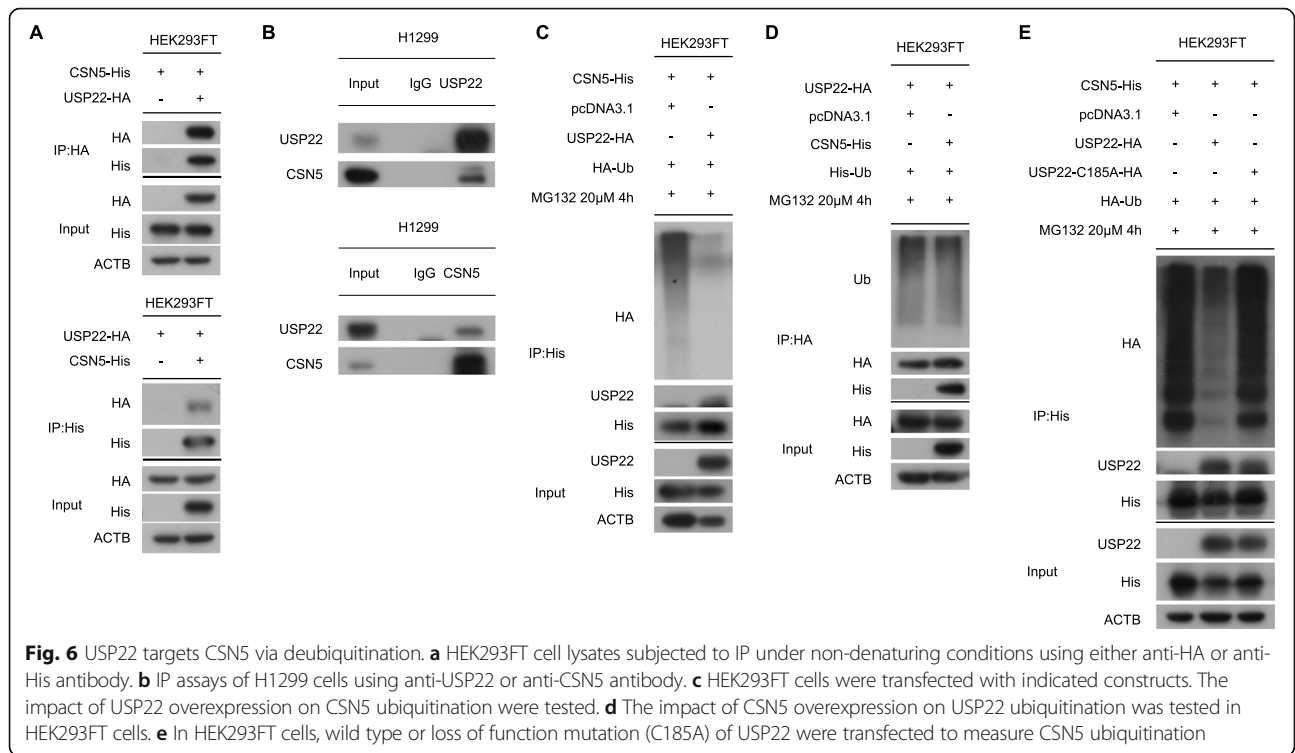 A
HEK293FT
CSN5-His + +
USP22-HA - +
IP:HA
HA
His
Input
HA
His
ACTB
HEK293FT
USP22-HA + +
CSN5-His - +
IP:His
HA
His
Input
HA
His
ACTB
B
H1299
Input IgG USP22
USP22
CSN5
H1299
Input IgG CSN5
USP22
CSN5
C
HEK293FT
CSN5-His + +
pcDNA3.1 + -
USP22-HA - +
HA-Ub + +
MG132 20μM 4h + +
HA
IP:His
USP22
His
USP22
Input His
ACTB
D
HEK293FT
USP22-HA + +
pcDNA3.1 + -
CSN5-His - +
His-Ub + +
MG132 20μM 4h + +
Ub
IP:HA
HA
His
HA
Input His
ACTB
E
HEK293FT
CSN5-His + + +
pcDNA3.1 + - -
USP22-HA - + -
USP22-C185A-HA - - +
HA-Ub + + +
MG132 20μM 4h + + +
HA
IP:His
USP22
His
USP22
Input
His
ACTB
Fig. 6 USP22 targets CSN5 via deubiquitination. a HEK293FT cell lysates subjected to IP under non-denaturing conditions using either anti-HA or anti-
His antibody. b IP assays of H1299 cells using anti-USP22 or anti-CSN5 antibody. c HEK293FT cells were transfected with indicated constructs. The
impact of USP22 overexpression on CSN5 ubiquitination were tested. d The impact of CSN5 overexpression on USP22 ubiquitination was tested in
HEK293FT cells. e In HEK293FT cells, wild type or loss of function mutation (C185A) of USP22 were transfected to measure CSN5 ubiquitination